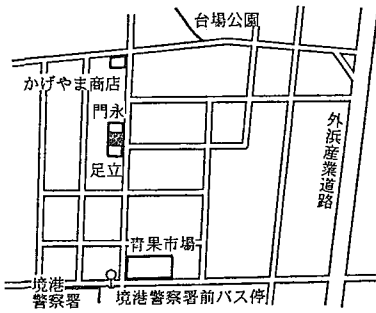 台場公園
かげやま商店
門永
足立
外浜産業道路
青果市場
境港
警察署
境港警察署前バス停